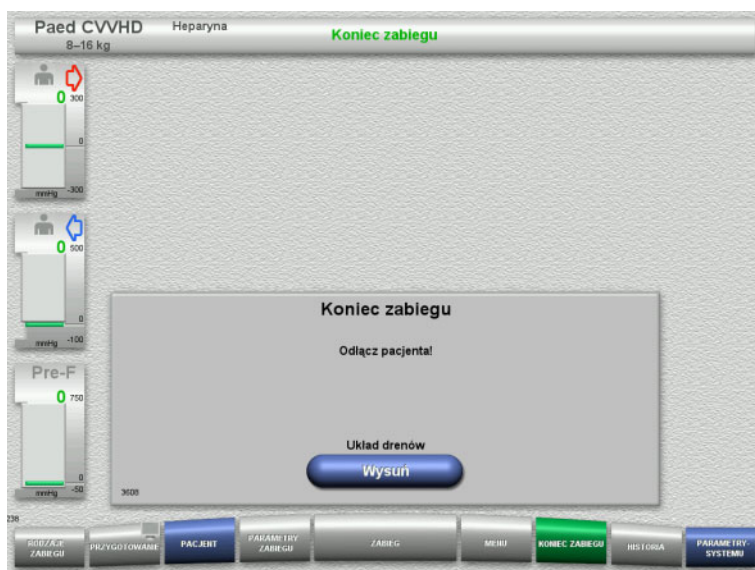 Paed CVVHD
Heparyna
Koniec zabiegu
8–16 kg
0
300
0
mmHg
-300
0
500
0
mmHg
-100
Pre-F
0
750
0
mmHg
-50
Koniec zabiegu
Odłącz pacjenta!
Układ drenów
Wysuń
3608
238
RODZAJE
ZABIEGU
PRZYGOTOWANIE
PACJENT
PARAMETRY
ZABIEGU
ZABIEG
MENU
KONIEC ZABIEGU
HISTORIA
PARAMETRY-
SYSTEMU